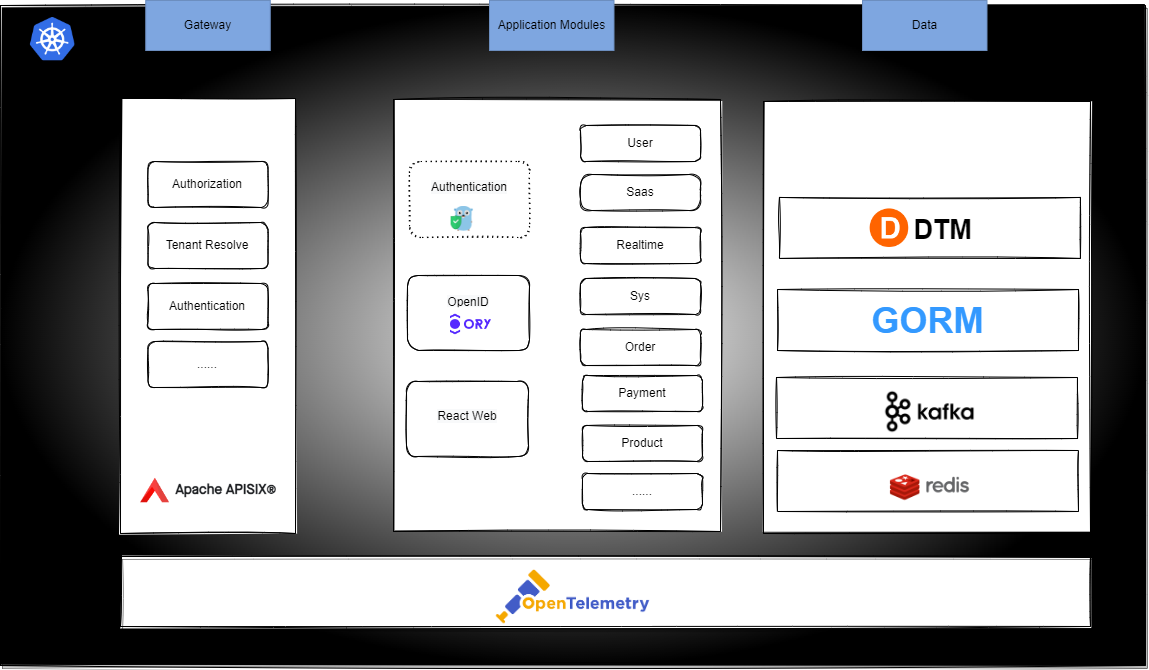 Gateway
Application Modules
Data
Authorization
Tenant Resolve
Authentication
......
Apache APISIX®
Authentication
OpenID
ORY
React Web
User
Saas
Realtime
Sys
Order
Payment
Product
......
D DTM
GORM
kafka
redis
OpenTelemetry